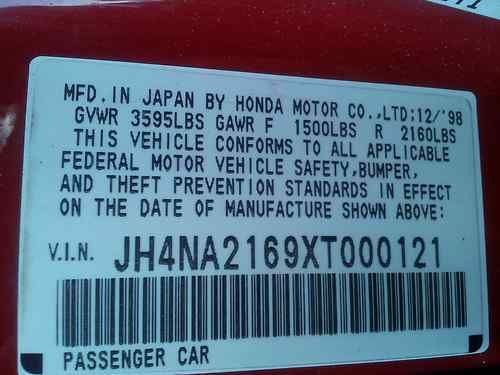 MFD. IN JAPAN BY HONDA MOTOR CO.,LTD:12/'98
GVWR 3595LBS GAWR F 1500LBS R 2160LBS
THIS VEHICLE CONFORMS TO ALL APPLICABLE
FEDERAL MOTOR VEHICLE SAFETY,BUMPER,
AND THEFT PREVENTION STANDARDS IN EFFECT
ON THE DATE OF MANUFACTURE SHOWN ABOVE:
V.I.N. JH4NA2169XT000121
PASSENGER CAR